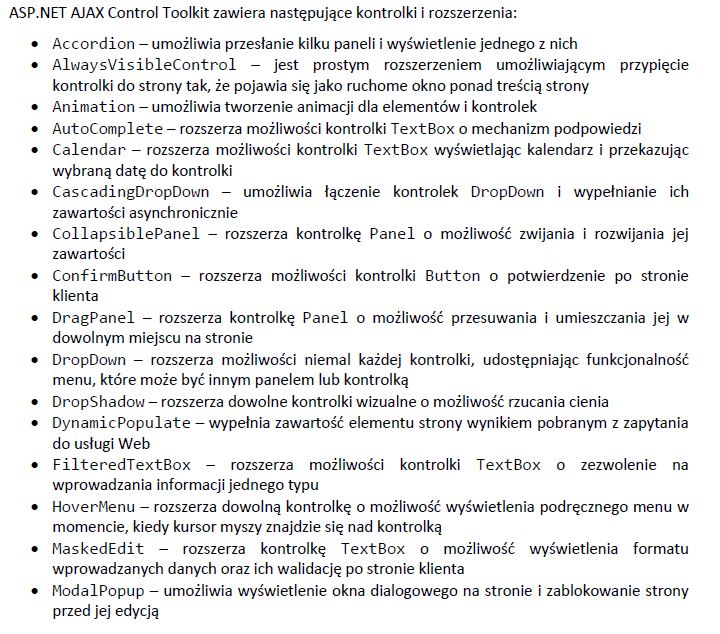 ASP.NET AJAX Control Toolkit zawiera następujące kontrolki i rozszerzenia:
• Accordion – umożliwia przesłanie kilku paneli i wyświetlenie jednego z nich
• AlwaysVisibleControl – jest prostym rozszerzeniem umożliwiającym przypięcie
kontrolki do strony tak, że pojawia się jako ruchome okno ponad treścią strony
• Animation – umożliwia tworzenie animacji dla elementów i kontrolek
• AutoComplete – rozszerza możliwości kontrolki TextBox o mechanizm podpowiedzi
• Calendar – rozszerza możliwości kontrolki TextBox wyświetlając kalendarz i przekazując
wybraną datę do kontrolki
• CascadingDropDown – umożliwia łączenie kontrolek DropDown i wypełnianie ich
zawartości asynchronicznie
• CollapsiblePanel – rozszerza kontrolkę Panel o możliwość zwijania i rozwijania jej
zawartości
• ConfirmButton – rozszerza możliwości kontrolki Button o potwierdzenie po stronie
klienta
• DragPanel – rozszerza kontrolkę Panel o możliwość przesuwania i umieszczania jej w
dowolnym miejscu na stronie
• DropDown – rozszerza możliwości niemal każdej kontrolki, udostępniając funkcjonalność
menu, które może być innym panelem lub kontrolką
• DropShadow – rozszerza dowolne kontrolki wizualne o możliwość rzucania cienia
• DynamicPopulate – wypełnia zawartość elementu strony wynikiem pobranym z zapytania
do usługi Web
• FilteredTextBox – rozszerza możliwości kontrolki TextBox o zezwolenie na
wprowadzania informacji jednego typu
• HoverMenu – rozszerza dowolną kontrolkę o możliwość wyświetlenia podręcznego menu w
momencie, kiedy kursor myszy znajdzie się nad kontrolką
• MaskedEdit – rozszerza kontrolkę TextBox o możliwość wyświetlenia formatu
wprowadzanych danych oraz ich walidację po stronie klienta
• ModalPopup – umożliwia wyświetlenie okna dialogowego na stronie i zablokowanie strony
przed jej edycją